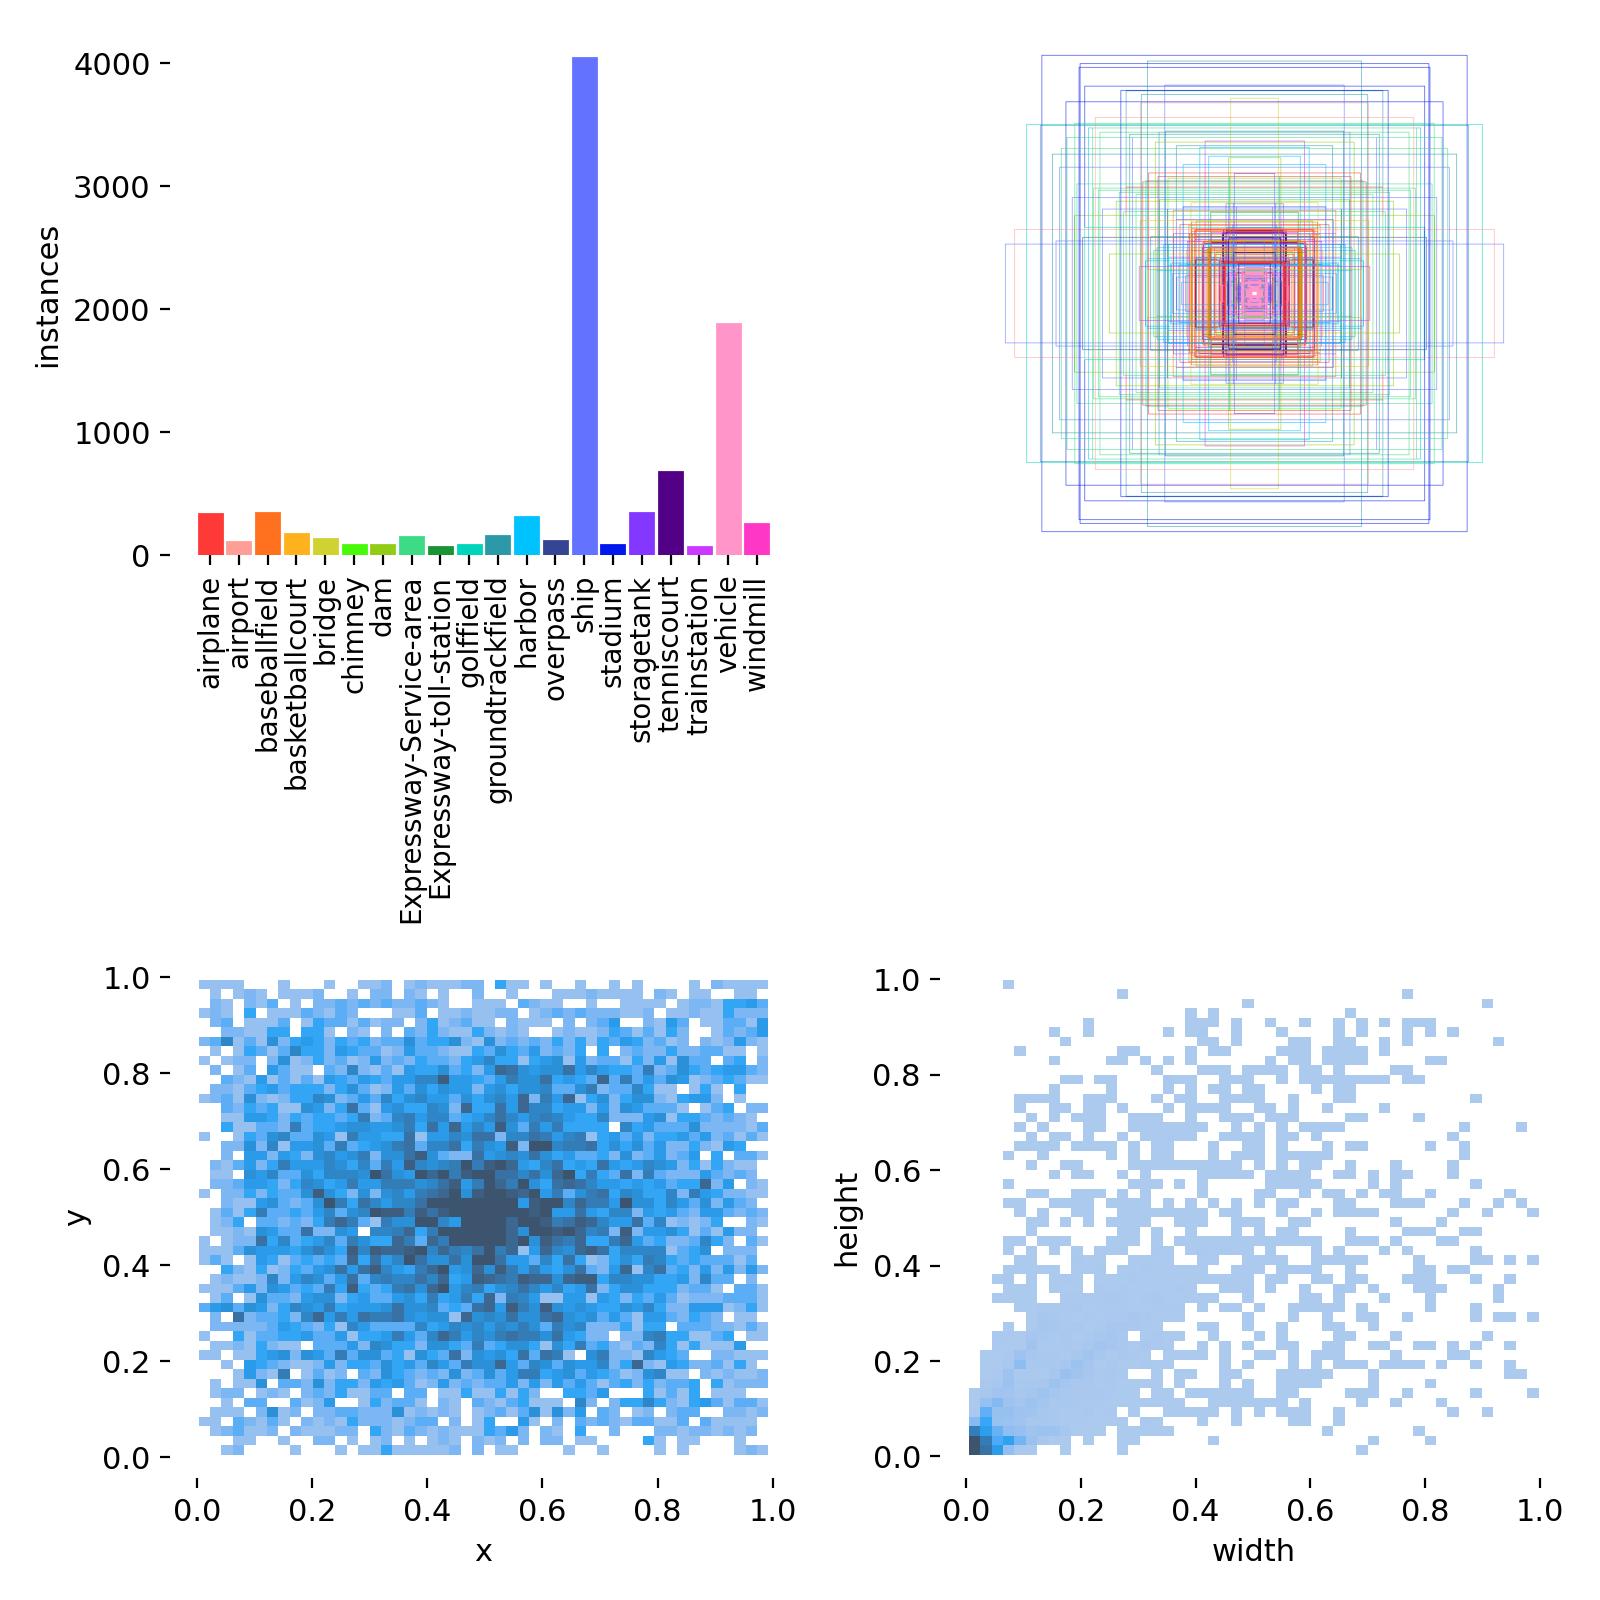 4000
3000
2000
1000
0
instances
airplane
airport
baseballfield
basketballcourt
bridge
chimney
dam
Expressway-Service-area
Expressway-toll-station
golffield
groundtrackfield
harbor
overpass
ship
stadium
storagetank
tenniscourt
trainstation
vehicle
windmill
1.0
0.8
0.6
0.4
0.2
0.0
y
0.0 0.2 0.4 0.6 0.8 1.0
x
1.0
0.8
0.6
0.4
0.2
0.0
height
0.0 0.2 0.4 0.6 0.8 1.0
width